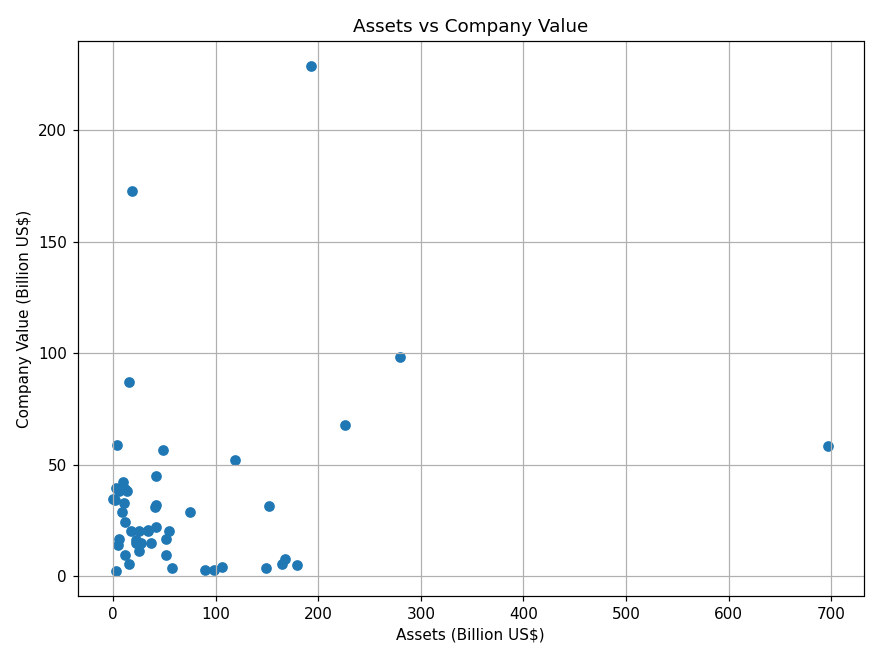 Assets vs Company Value
Company Value (Billion US$)
200
150
100
50
0
0 100 200 300 400 500 600 700
Assets (Billion US$)